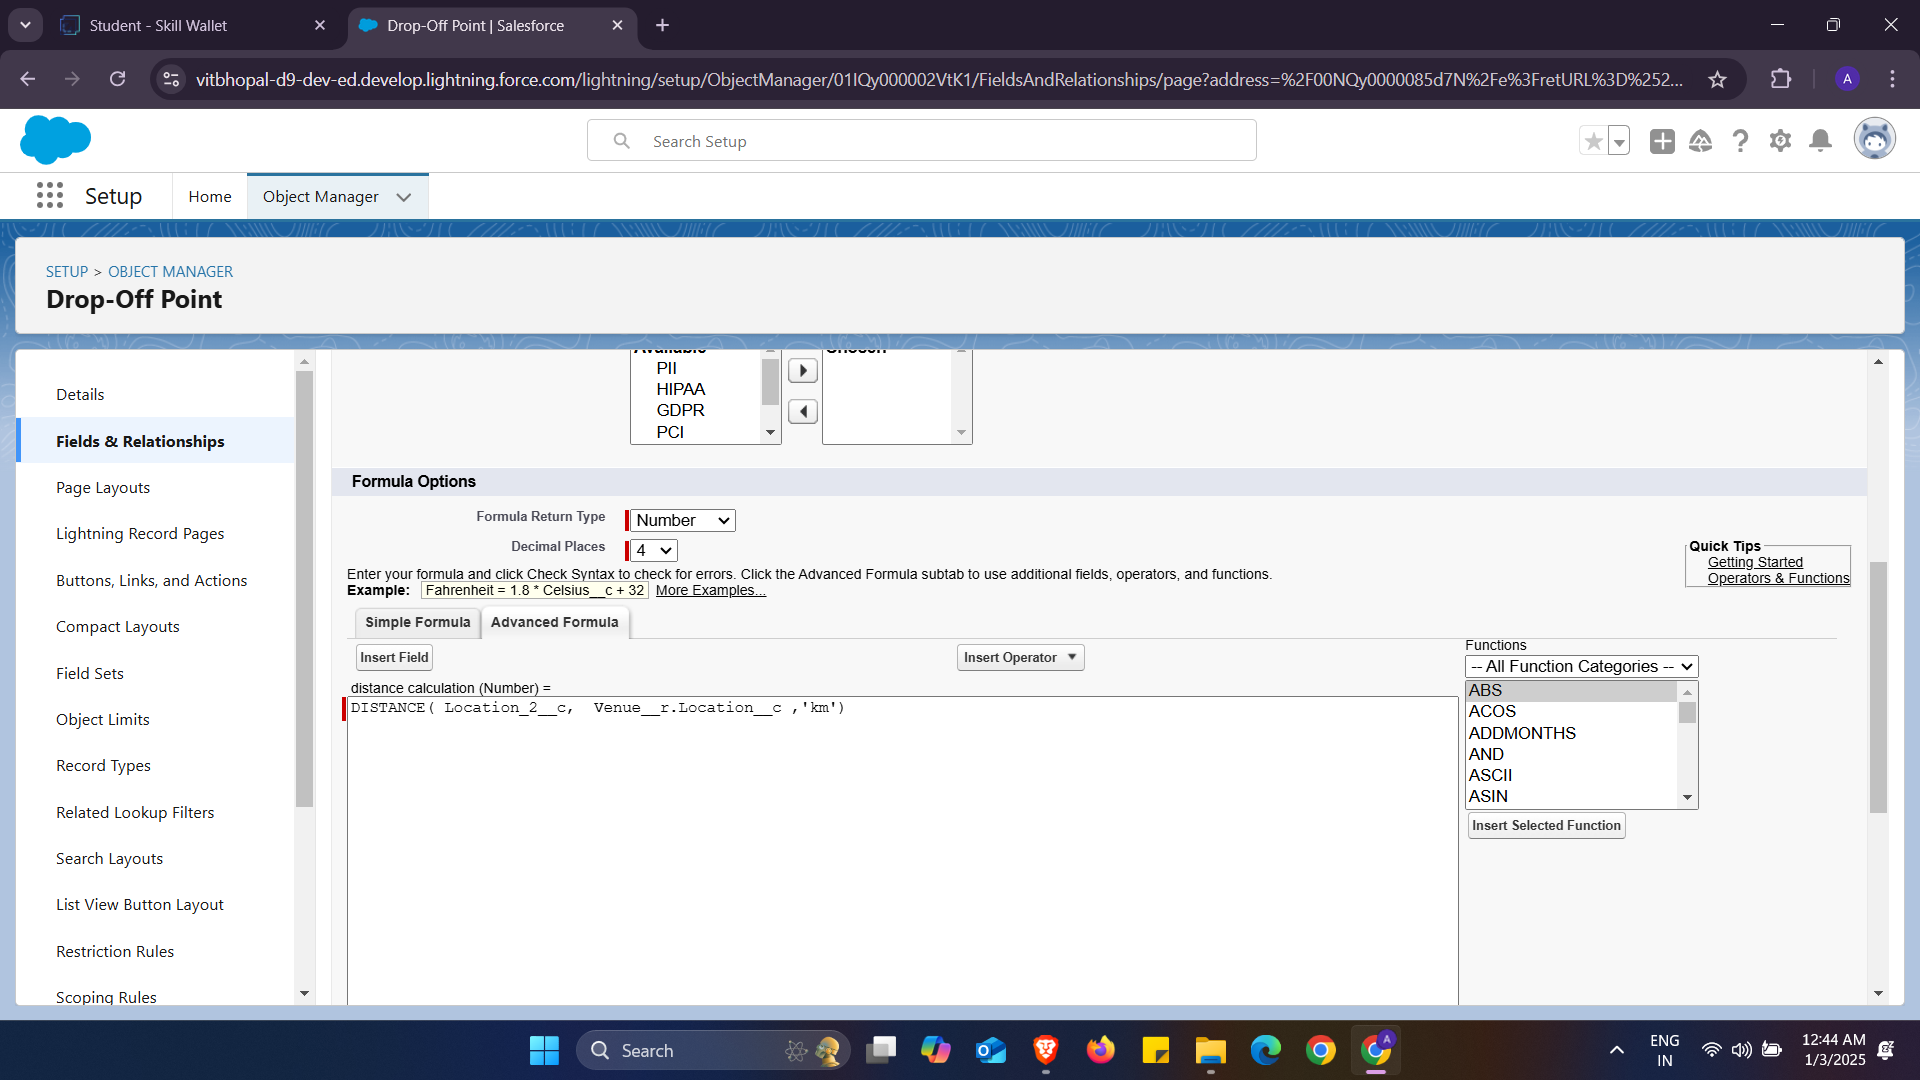 Student - Skill Wallet
Drop-Off Point | Salesforce
vitbhopal-d9-dev-ed.develop.lightning.force.com/lightning/setup/ObjectManager/01IQy000002VtK1/FieldsAndRelationships/page?address=%2F00NQy0000085d7N%2Fe%3FretURL%3D%252...
A
Search Setup
Setup
Home
Object Manager
SETUP > OBJECT MANAGER
Drop-Off Point
Details
Fields & Relationships
Page Layouts
Lightning Record Pages
Buttons, Links, and Actions
Compact Layouts
Field Sets
Object Limits
Record Types
Related Lookup Filters
Search Layouts
List View Button Layout
Restriction Rules
Scoping Rules
Available
Chosen
PII
HIPAA
GDPR
PCI
Formula Options
Formula Return Type
Number
Decimal Places
4
Quick Tips
Getting Started
Operators & Functions
Enter your formula and click Check Syntax to check for errors. Click the Advanced Formula subtab to use additional fields, operators, and functions.
Example: Fahrenheit = 1.8 * Celsius__c + 32 More Examples...
Simple Formula
Advanced Formula
Insert Field
Insert Operator
Functions
-- All Function Categories --
distance calculation (Number) =
DISTANCE( Location_2__c,  Venue__r.Location__c ,'km')
ABS
ACOS
ADDMONTHS
AND
ASCII
ASIN
Insert Selected Function
Search
A
ENG
IN
12:44 AM
1/3/2025